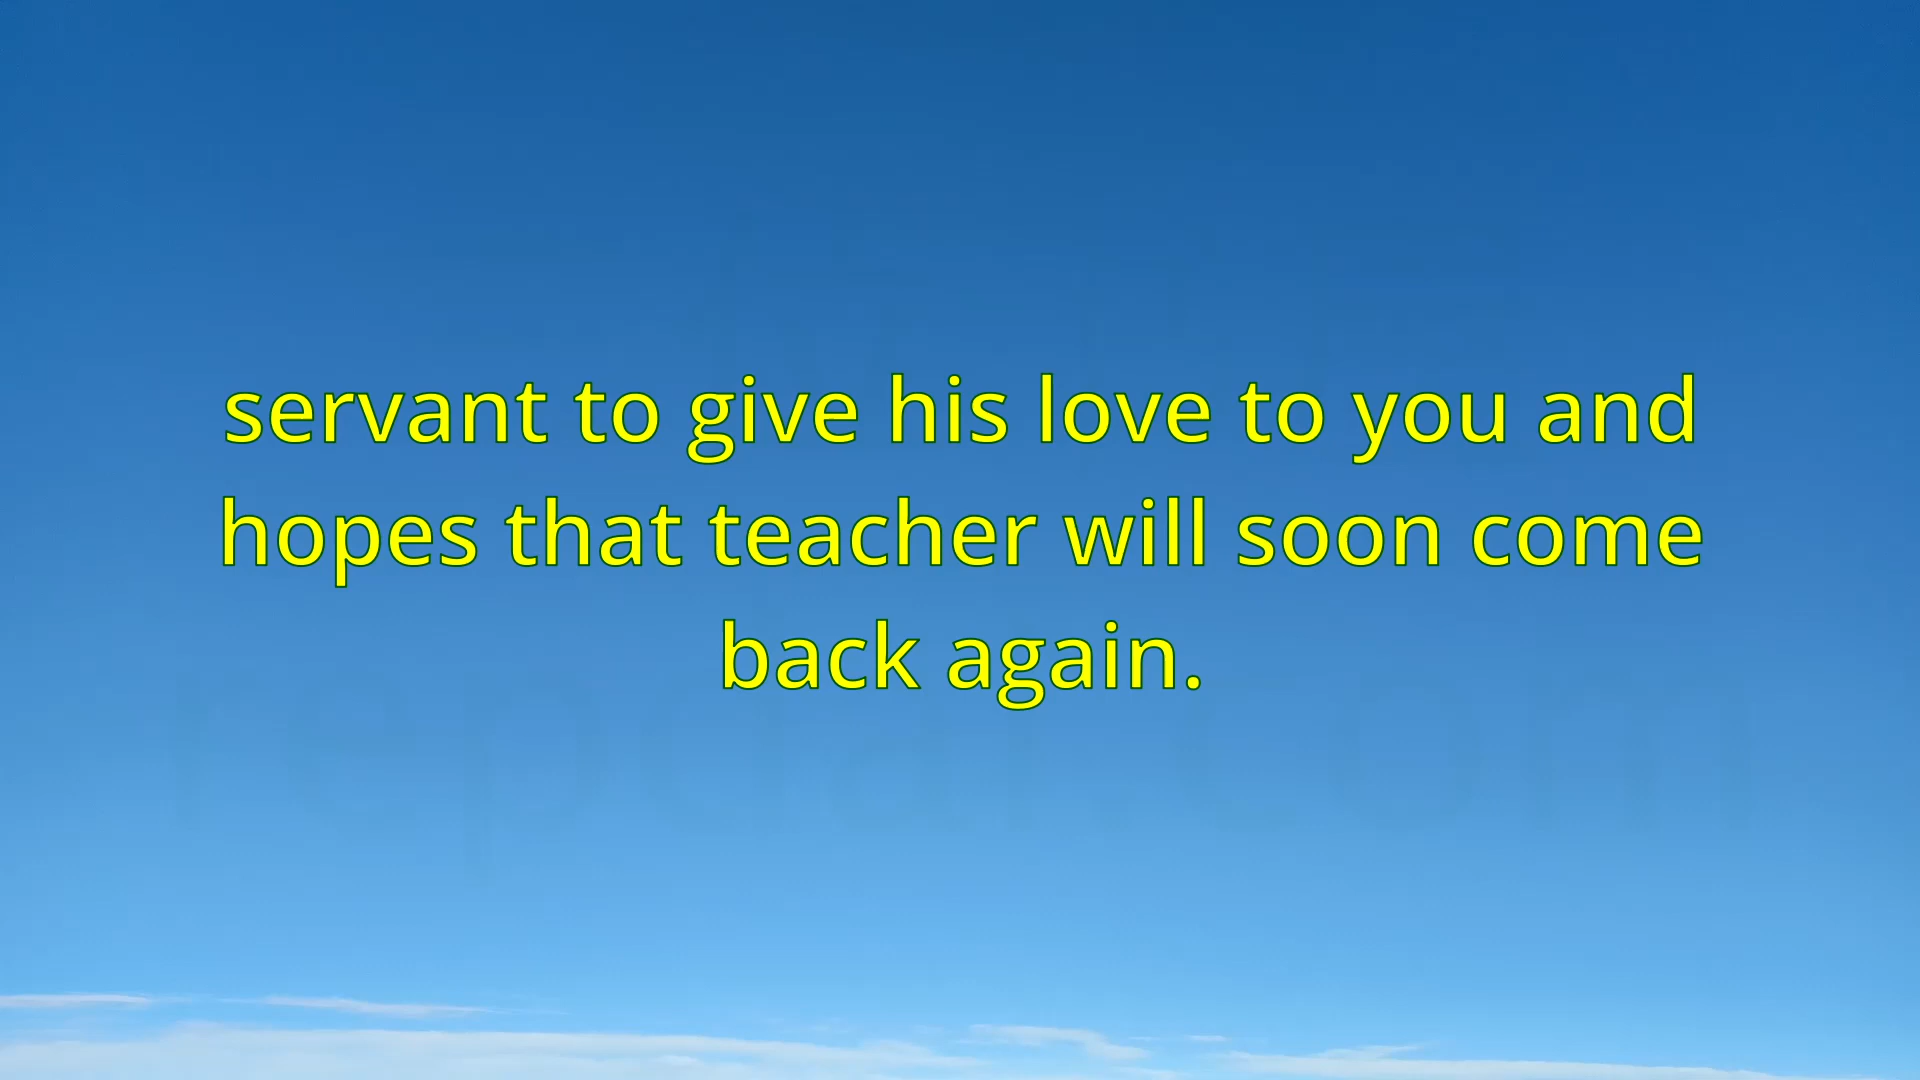 servant to give his love to you and
hopes that teacher will soon come
back again.